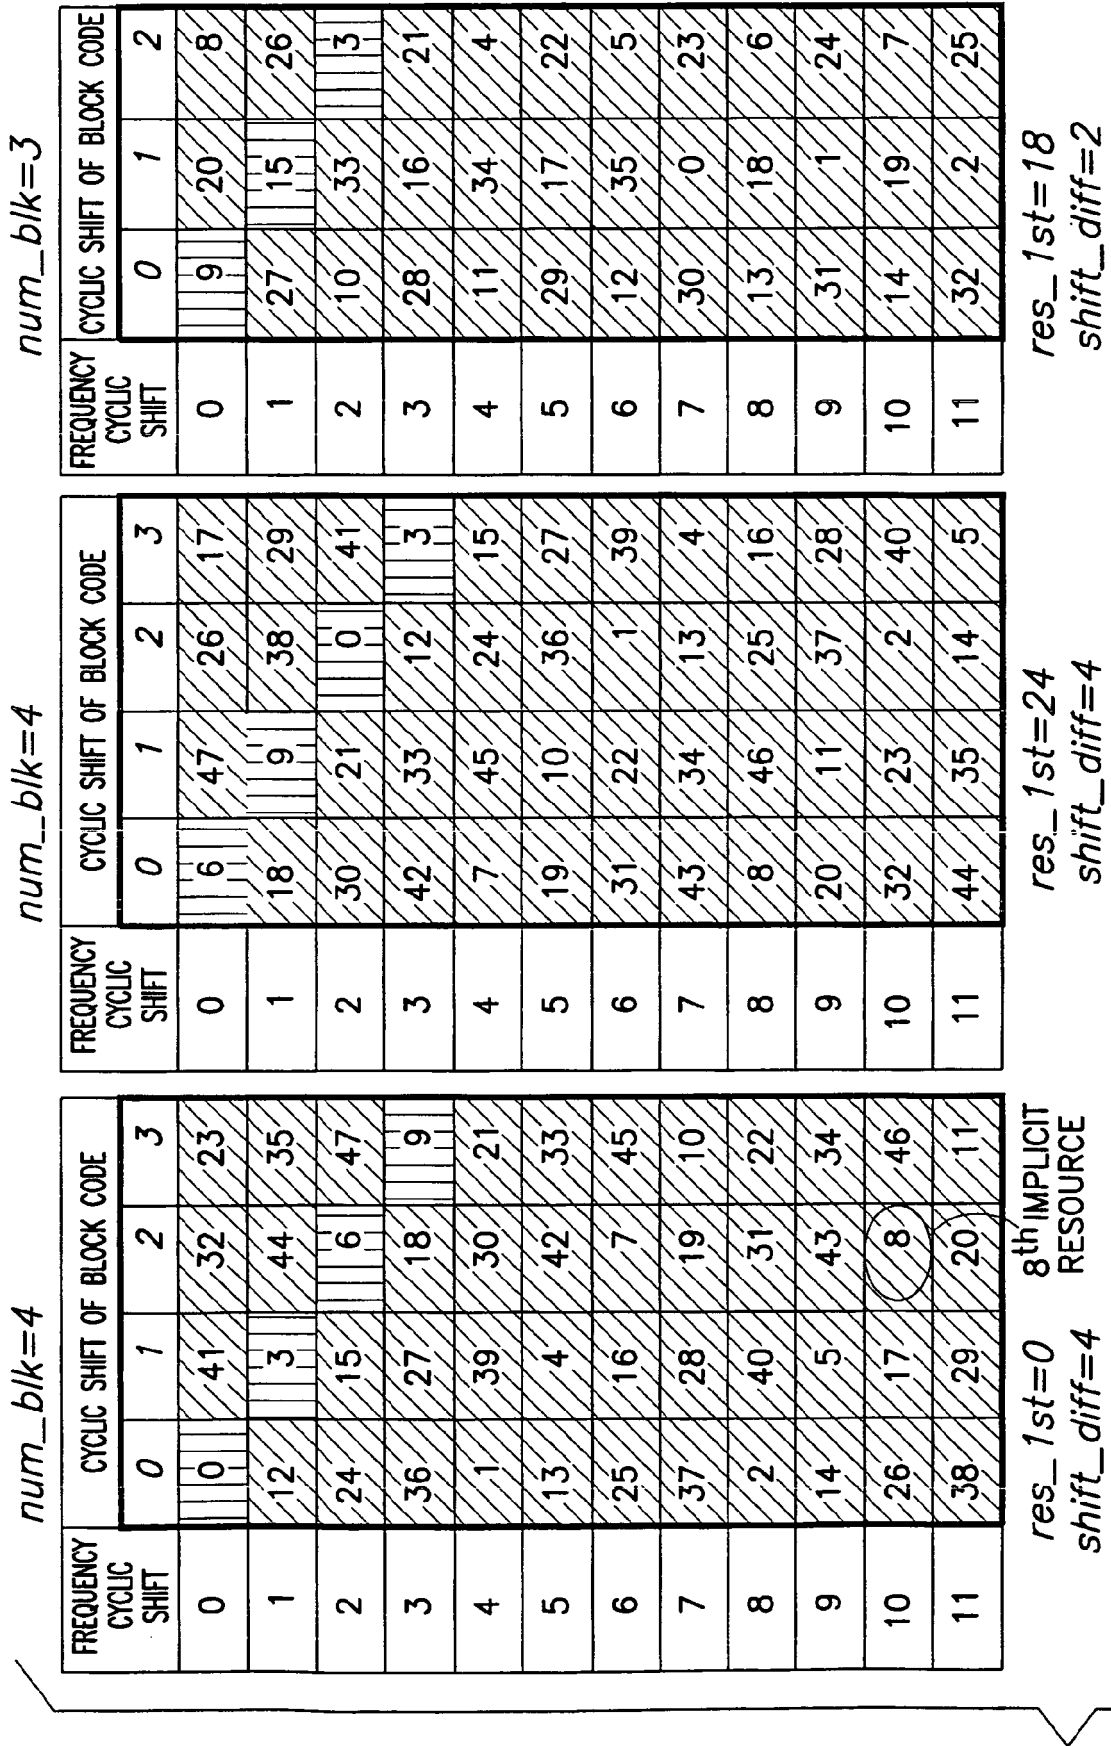 num_blk=4
FREQUENCY CYCLIC SHIFT OF BLOCK CODE
CYCLIC
SHIFT 0 1 2 3
0 0 41 32 23
1 12 3 44 35
2 24 15 6 47
3 36 27 18 9
4 1 39 30 21
5 13 4 42 33
6 25 16 7 45
7 37 28 19 10
8 2 40 31 22
9 14 5 43 34
10 26 17 8 46
11 38 29 20 11
res_1st=0
shift_diff=4
8th IMPLICIT
RESOURCE
num_blk=4
FREQUENCY CYCLIC SHIFT OF BLOCK CODE
CYCLIC
SHIFT 0 1 2 3
0 6 47 26 17
1 18 9 38 29
2 30 21 0 41
3 42 33 12 3
4 7 45 24 15
5 19 10 36 27
6 31 22 1 39
7 43 34 13 4
8 8 46 25 16
9 20 11 37 28
10 32 23 2 40
11 44 35 14 5
res_1st=24
shift_diff=4
num_blk=3
FREQUENCY CYCLIC SHIFT OF BLOCK CODE
CYCLIC
SHIFT 0 1 2
0 9 20 8
1 27 15 26
2 10 33 3
3 28 16 21
4 11 34 4
5 29 17 22
6 12 35 5
7 30 0 23
8 13 18 6
9 31 1 24
10 14 19 7
11 32 2 25
res_1st=18
shift_diff=2